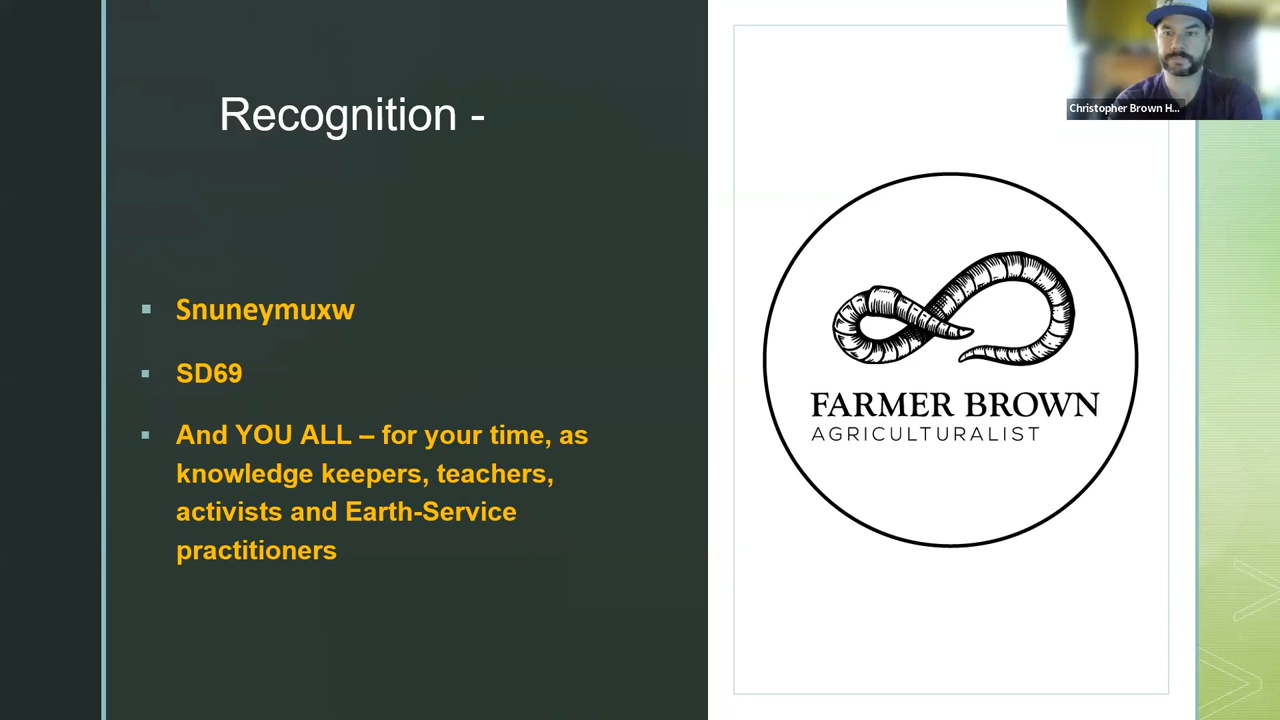 Recognition -
Snuneymuxw
SD69
And YOU ALL – for your time, as
knowledge keepers, teachers,
activists and Earth-Service
practitioners
Christopher Brown H...
FARMER BROWN
AGRICULTURALIST